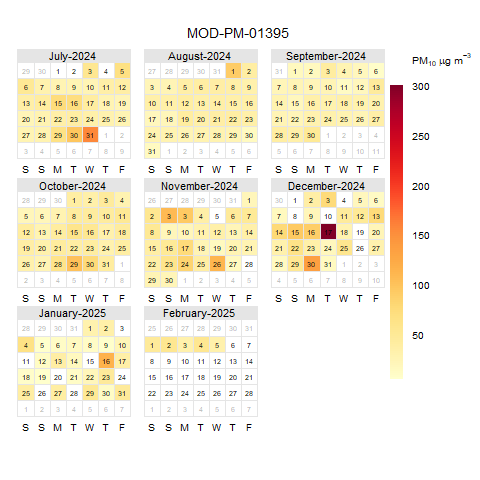 MOD-PM-01395
July-2024
29 30 1 2 3 4 5
6 7 8 9 10 11 12
13 14 15 16 17 18 19
20 21 22 23 24 25 26
27 28 29 30 31 1 2
3 4 5 6 7 8 9
S S M T W T F
August-2024
27 28 29 30 31 1 2
3 4 5 6 7 8 9
10 11 12 13 14 15 16
17 18 19 20 21 22 23
24 25 26 27 28 29 30
31 1 2 3 4 5 6
S S M T W T F
September-2024
31 1 2 3 4 5 6
7 8 9 10 11 12 13
14 15 16 17 18 19 20
21 22 23 24 25 26 27
28 29 30 1 2 3 4
5 6 7 8 9 10 11
S S M T W T F
October-2024
28 29 30 1 2 3 4
5 6 7 8 9 10 11
12 13 14 15 16 17 18
19 20 21 22 23 24 25
26 27 28 29 30 31 1
2 3 4 5 6 7 8
S S M T W T F
November-2024
26 27 28 29 30 31 1
2 3 3 4 5 6 7
8 9 10 11 12 13 14
15 16 17 18 19 20 21
22 23 24 25 26 27 28
29 30
S S M T W T F
December-2024
30 1 2 3 4 5 6
7 8 9 10 11 12 13
14 15 16 17 18 19 20
21 22 23 24 25 26 27
28 29 30 31 1 2 3
4 5 6 7 8 9 10
S S M T W T F
January-2025
28 29 30 31 1 2 3
4 5 6 7 8 9 10
11 12 13 14 15 16 17
18 19 20 21 22 23 24
25 26 27 28 29 30 31
1 2 3 4 5 6 7
S S M T W T F
February-2025
25 26 27 28 29 30 31
1 2 3 4 5 6 7
8 9 10 11 12 13 14
15 16 17 18 19 20 21
22 23 24 25 26 27 28
1 2 3 4 5 6 7
S S M T W T F
PM₁₀ µg m⁻³
300
250
200
150
100
50